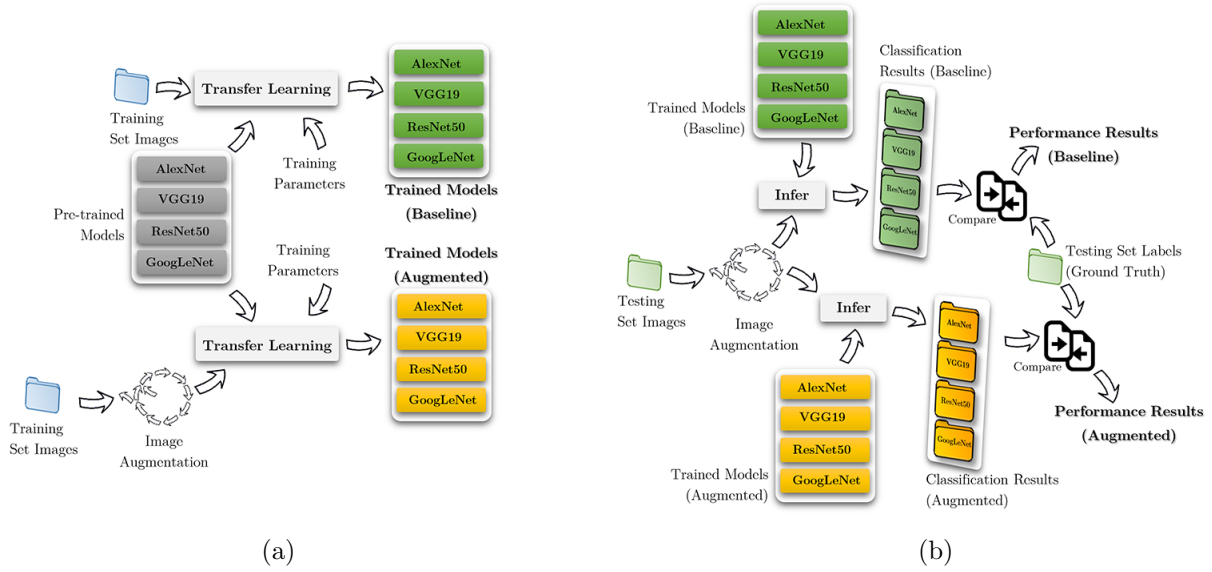 Training
Set Images
Transfer Learning
AlexNet
VGG19
ResNet50
GoogLeNet
Trained Models
(Baseline)
Training
Parameters
Pre-trained
Models
AlexNet
VGG19
ResNet50
GoogLeNet
Training
Parameters
Trained Models
(Augmented)
AlexNet
VGG19
ResNet50
GoogLeNet
Transfer Learning
Training
Set Images
Image
Augmentation
(a)
Trained Models
(Baseline)
AlexNet
VGG19
ResNet50
GoogLeNet
Classification
Results (Baseline)
AlexNet
VGG19
ResNet50
GoogLeNet
Infer
Compare
Performance Results
(Baseline)
Testing Set Labels
(Ground Truth)
Testing
Set Images
Image
Augmentation
Infer
AlexNet
VGG19
ResNet50
GoogLeNet
Compare
Performance Results
(Augmented)
Trained Models
(Augmented)
AlexNet
VGG19
ResNet50
GoogLeNet
Classification Results
(Augmented)
(b)